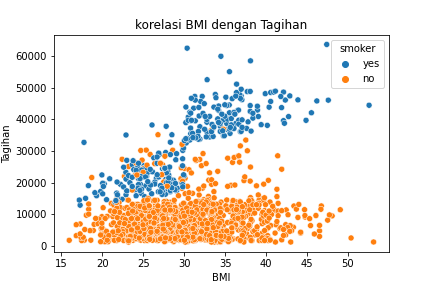 korelasi BMI dengan Tagihan
smoker
yes
no
Tagihan
60000
50000
40000
30000
20000
10000
0
15 20 25 30 35 40 45 50
BMI